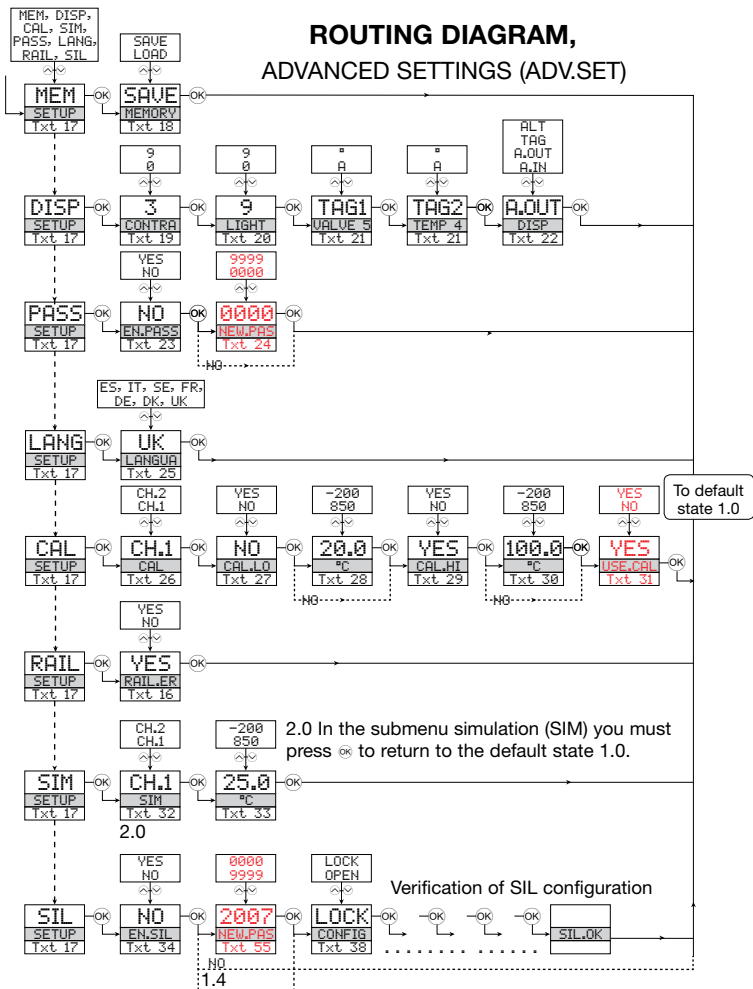 MEM, DISP,
CAL, SIM,
PASS, LANG,
RAIL, SIL
ROUTING DIAGRAM,
ADVANCED SETTINGS (ADV.SET)
SAVE
LOAD
MEM
SETUP
Txt 17
OK
SAVE
MEMORY
Txt 18
OK
9
0
9
0
A
A
ALT
TAG
A.OUT
A.IN
DISP
SETUP
Txt 17
OK
3
CONTRA
Txt 19
OK
9
LIGHT
Txt 20
OK
TAG1
VALVE 5
Txt 21
OK
TAG2
TEMP 4
Txt 21
OK
A.OUT
DISP
Txt 22
OK
YES
NO
9999
0000
PASS
SETUP
Txt 17
OK
NO
EN.PASS
Txt 23
OK
0000
NEW.PAS
Txt 24
OK
NO
ES, IT, SE, FR,
DE, DK, UK
LANG
SETUP
Txt 17
OK
UK
LANGUA
Txt 25
OK
To default
state 1.0
CH.2
CH.1
YES
NO
-200
850
YES
NO
-200
850
YES
NO
CAL
SETUP
Txt 17
OK
CH.1
CAL
Txt 26
OK
NO
CAL.LO
Txt 27
OK
20.0
°C
Txt 28
OK
YES
CAL.HI
Txt 29
OK
100.0
°C
Txt 30
OK
YES
USE.CAL
Txt 31
OK
NO
NO
YES
NO
RAIL
SETUP
Txt 17
OK
YES
RAIL.ER
Txt 16
OK
CH.2
CH.1
-200
850
2.0 In the submenu simulation (SIM) you must
press OK to return to the default state 1.0.
SIM
SETUP
Txt 17
OK
CH.1
SIM
Txt 32
OK
25.0
°C
Txt 33
OK
2.0
YES
NO
0000
9999
LOCK
OPEN
Verification of SIL configuration
SIL
SETUP
Txt 17
OK
NO
EN.SIL
Txt 34
OK
2007
NEW.PAS
Txt 55
OK
LOCK
CONFIG
Txt 38
OK
OK
OK
OK
SIL.OK
NO
1.4